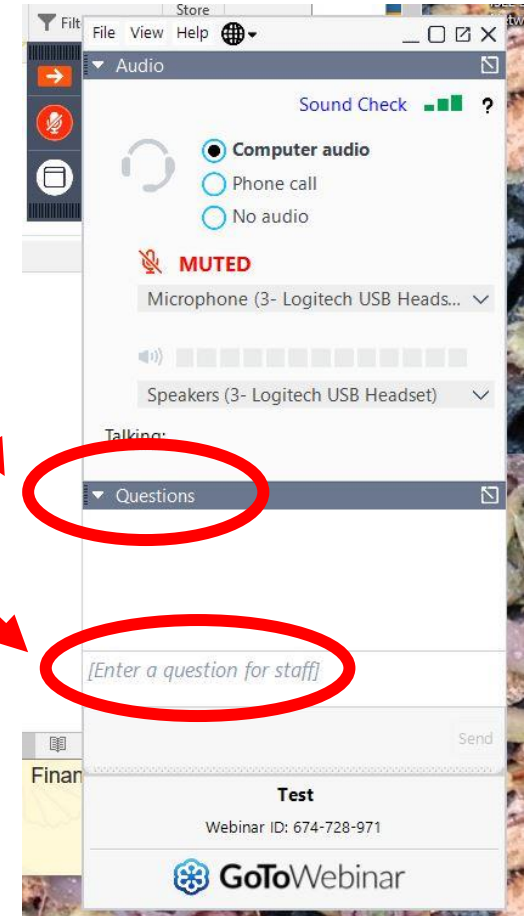 Store
Filt
File View Help
Audio
Sound Check ?
Computer audio
Phone call
No audio
MUTED
Microphone (3- Logitech USB Heads...
Speakers (3- Logitech USB Headset)
Talking:
Questions
[Enter a question for staff]
Send
Finan
Test
Webinar ID: 674-728-971
GoToWebinar